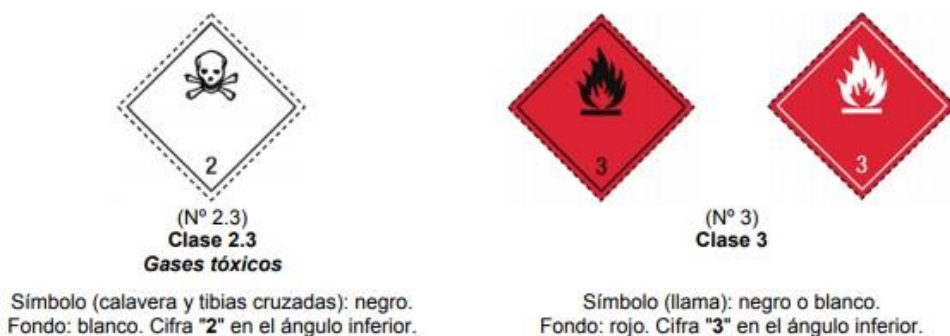 2
3
3
(Nº 2.3)
Clase 2.3
Gases tóxicos
(Nº 3)
Clase 3
Símbolo (calavera y tibias cruzadas): negro.
Fondo: blanco. Cifra "2" en el ángulo inferior.
Símbolo (llama): negro o blanco.
Fondo: rojo. Cifra "3" en el ángulo inferior.